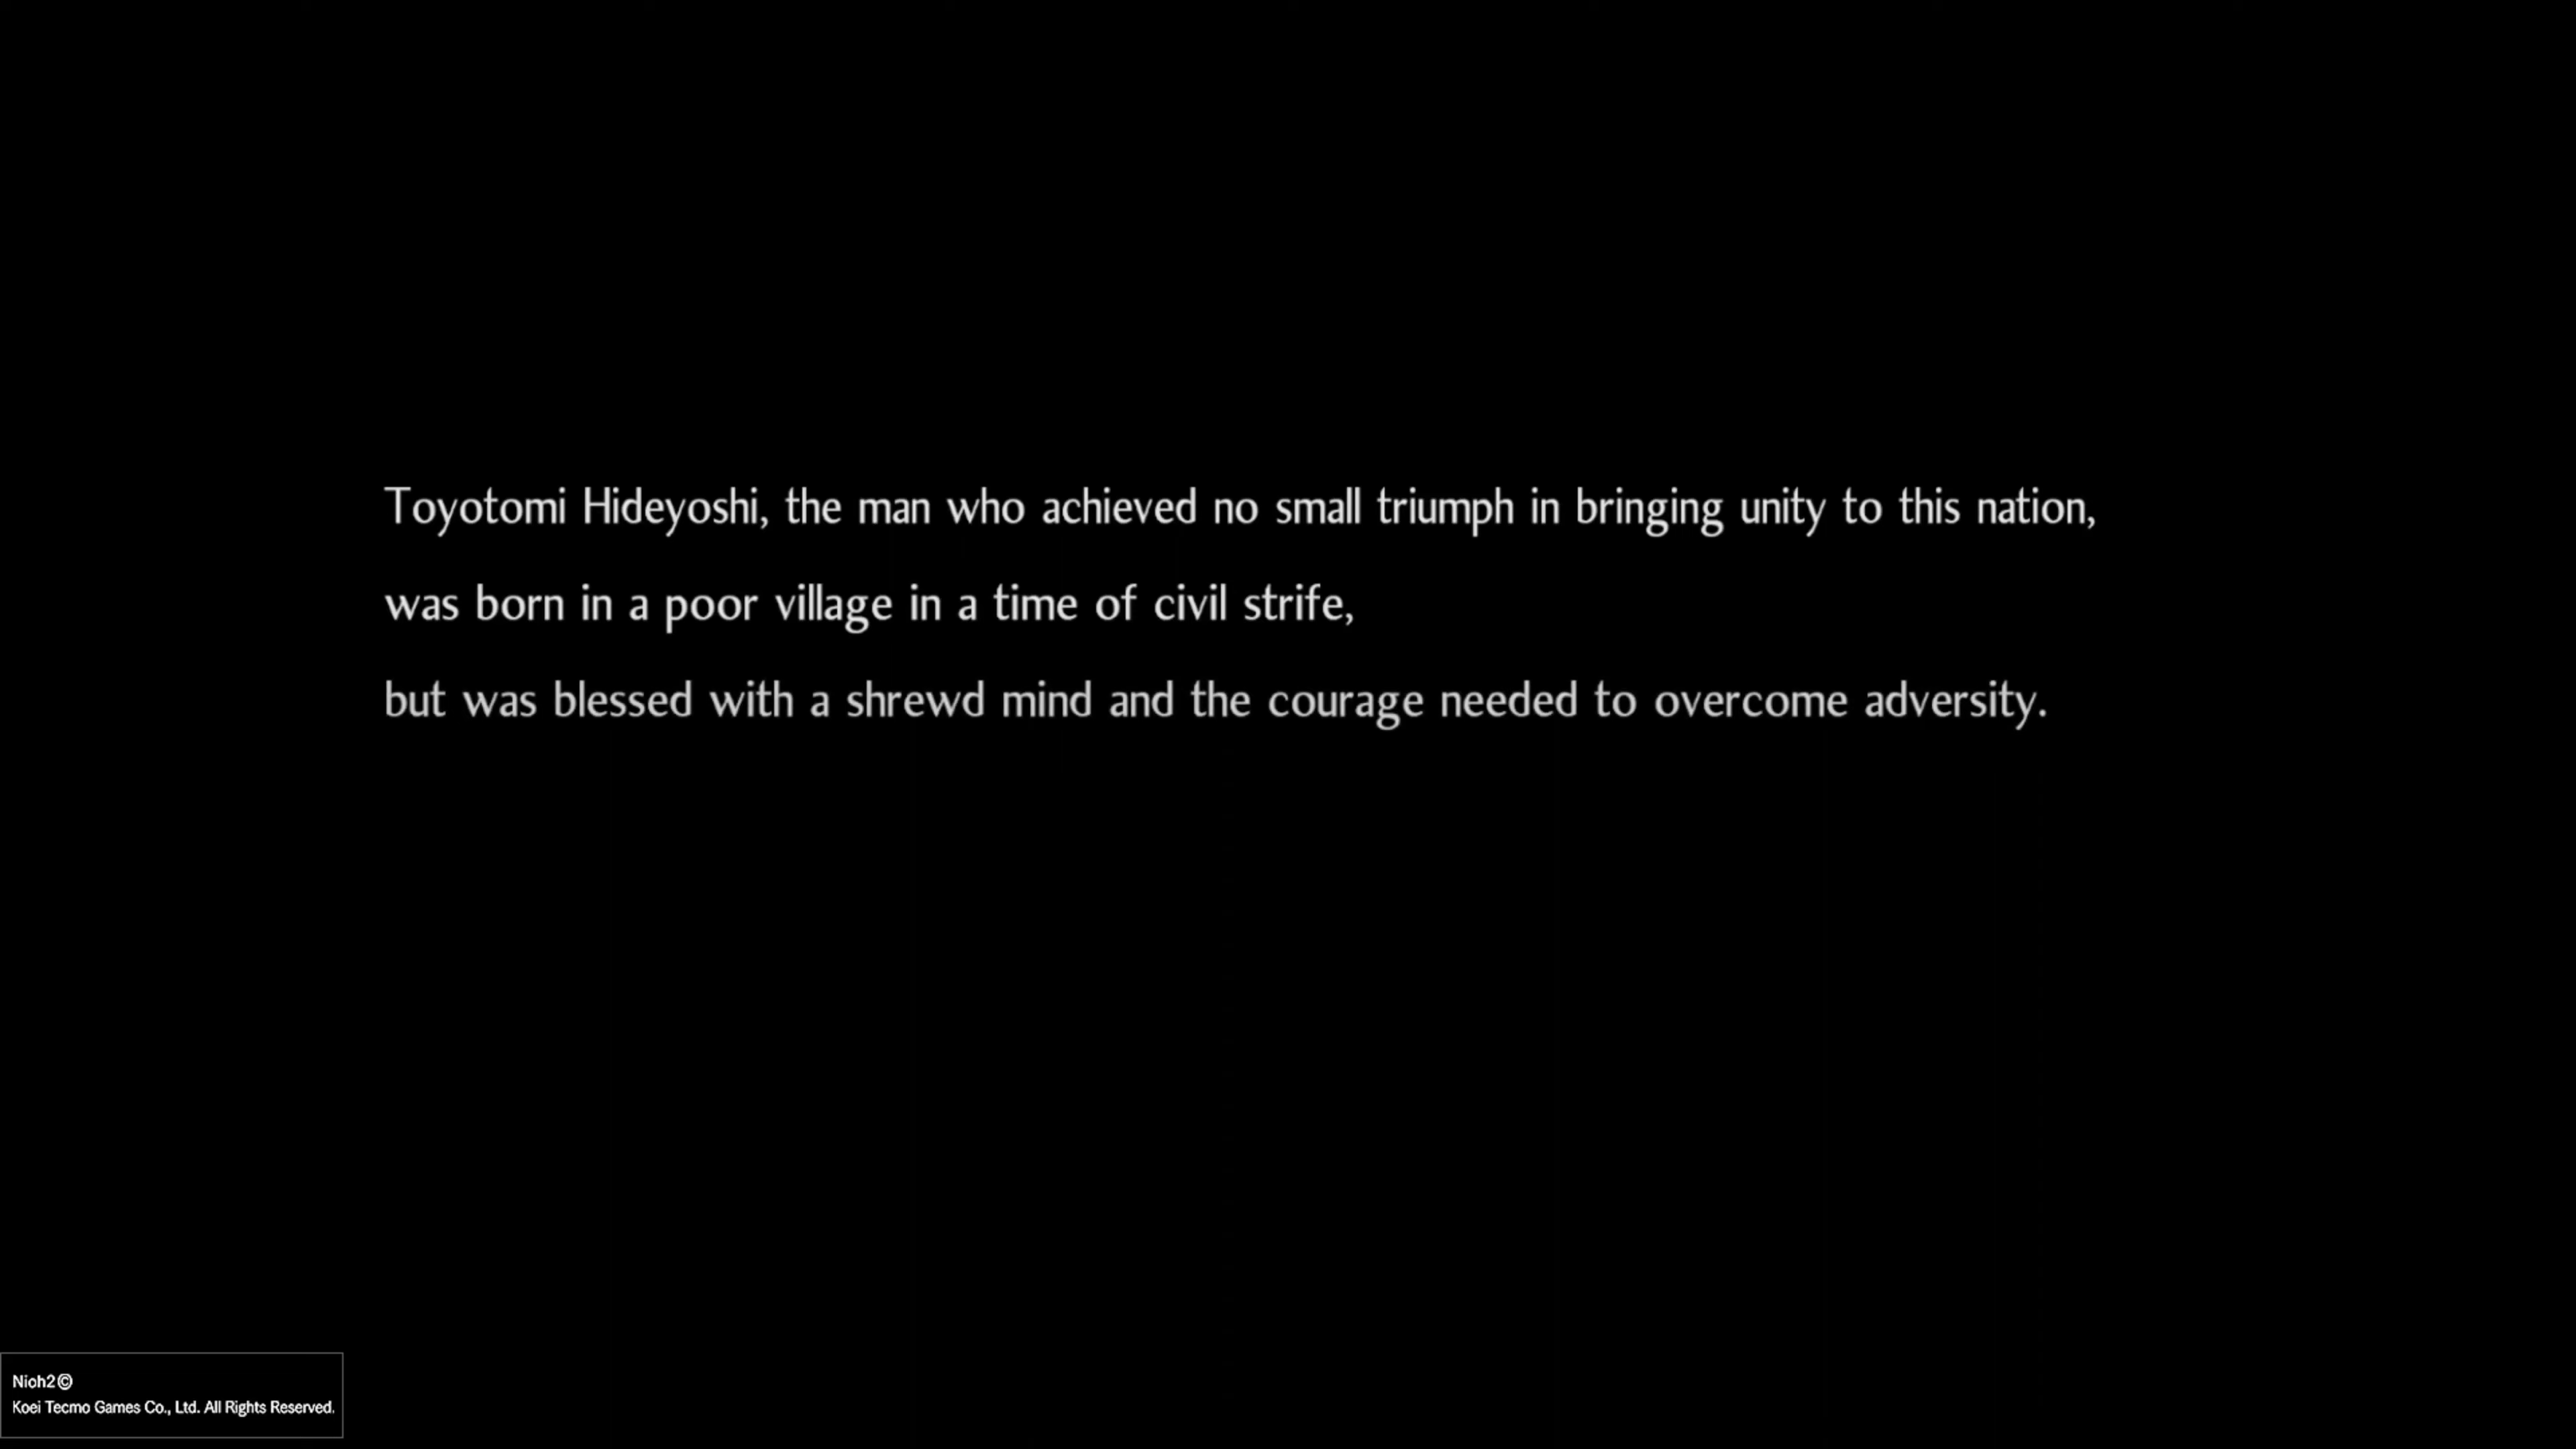 Toyotomi Hideyoshi, the man who achieved no small triumph in bringing unity to this nation,
was born in a poor village in a time of civil strife,
but was blessed with a shrewd mind and the courage needed to overcome adversity.
Nioh2©
Koei Tecmo Games Co., Ltd. All Rights Reserved.